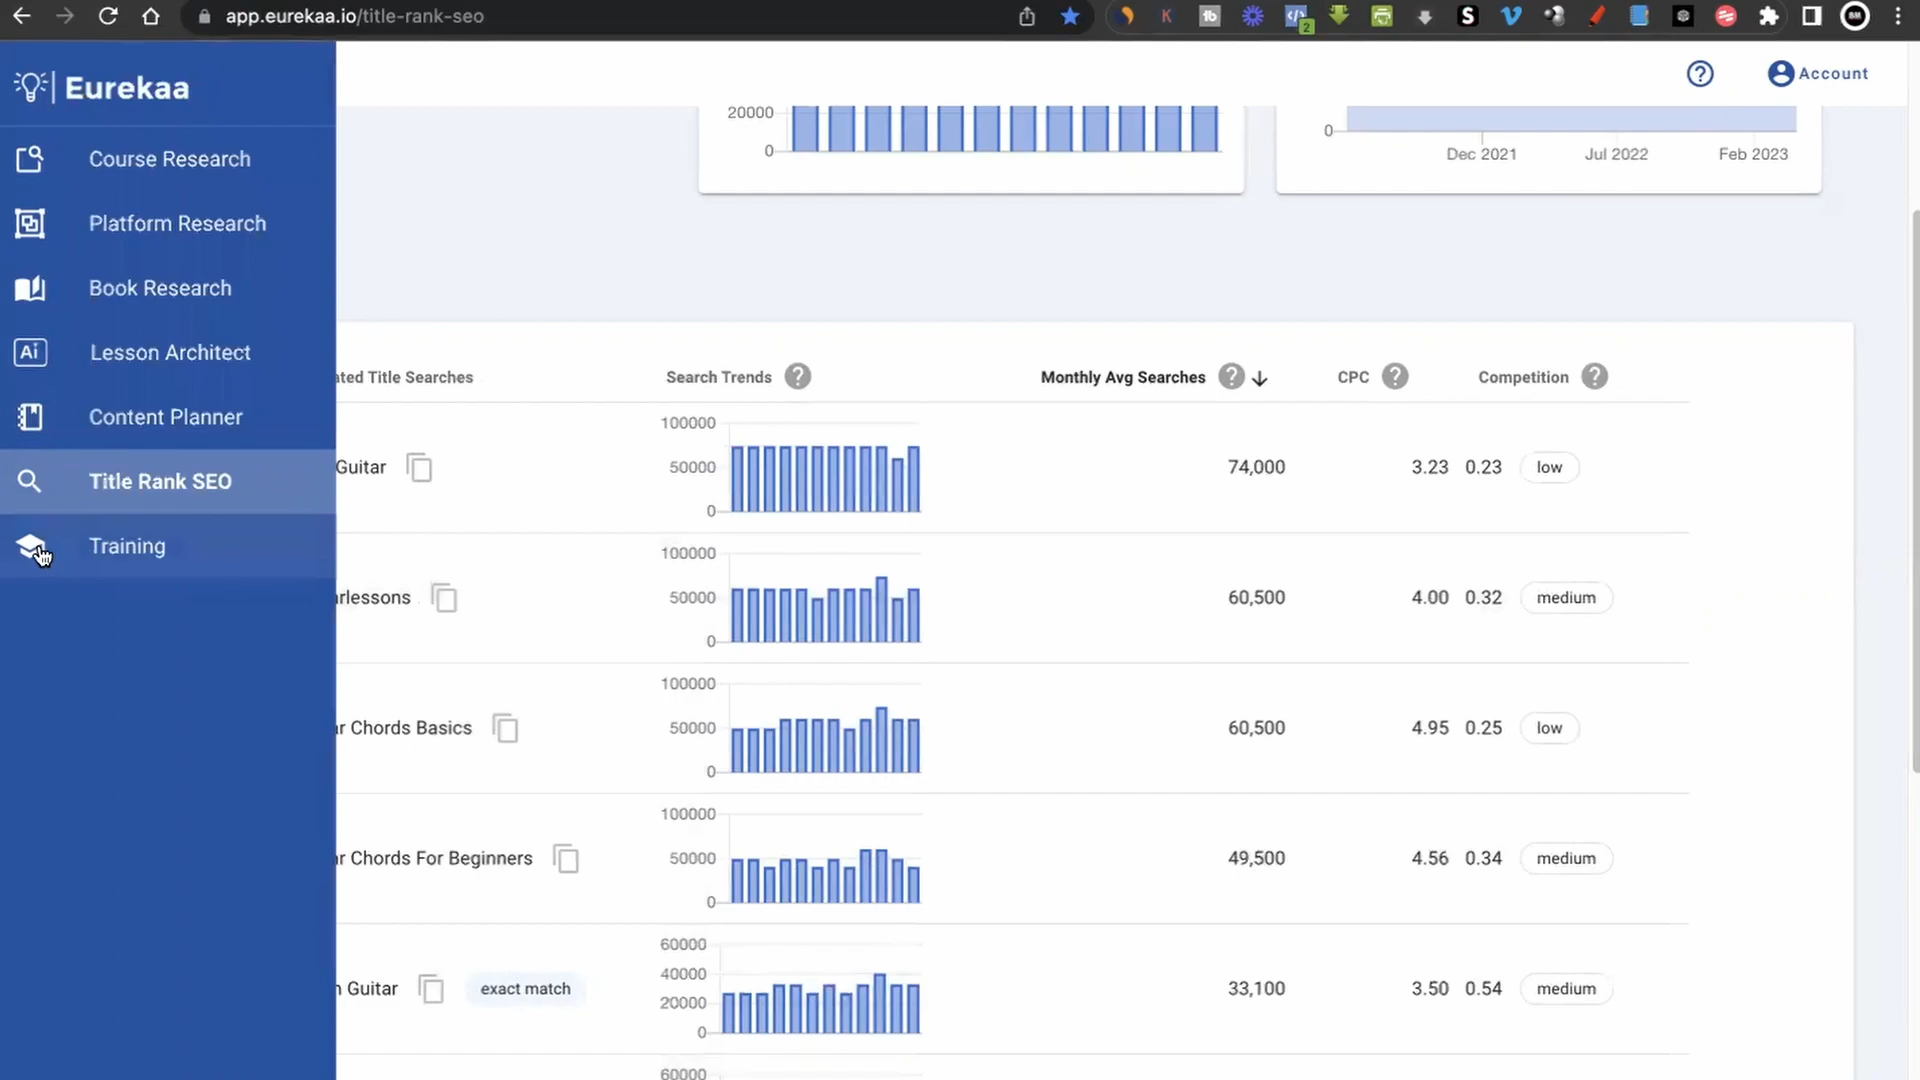 app.eurekaa.io/title-rank-seo
2
Eurekaa
Account
Course Research
Platform Research
Book Research
Ai
Lesson Architect
Content Planner
Title Rank SEO
Training
20000
0
0
Dec 2021
Jul 2022
Feb 2023
ated Title Searches
Search Trends
Monthly Avg Searches
CPC
Competition
Guitar
100000
50000
0
74,000
3.23
0.23
low
rlessons
100000
50000
0
60,500
4.00
0.32
medium
r Chords Basics
100000
50000
0
60,500
4.95
0.25
low
r Chords For Beginners
100000
50000
0
49,500
4.56
0.34
medium
n Guitar
exact match
60000
40000
20000
0
33,100
3.50
0.54
medium
60000